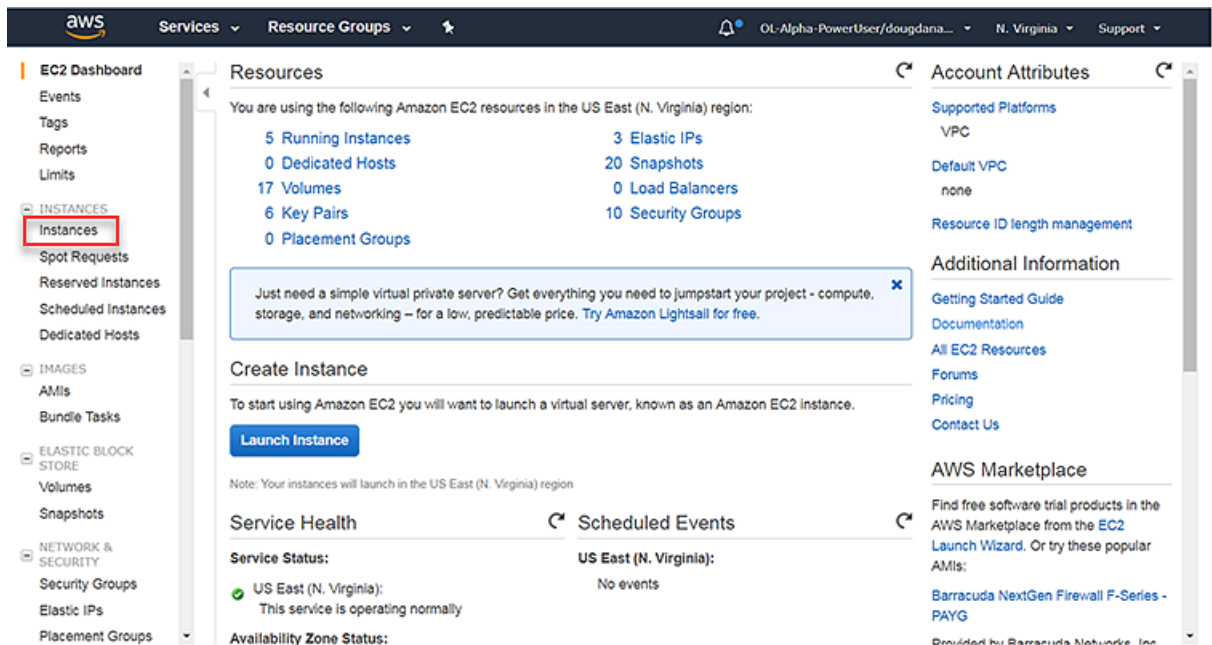 aws
Services
Resource Groups
OL-Alpha-PowerUser/dougdana...
N. Virginia
Support
EC2 Dashboard
Events
Tags
Reports
Limits
INSTANCES
Instances
Spot Requests
Reserved Instances
Scheduled Instances
Dedicated Hosts
IMAGES
AMIs
Bundle Tasks
ELASTIC BLOCK
STORE
Volumes
Snapshots
NETWORK &
SECURITY
Security Groups
Elastic IPs
Placement Groups
Resources
You are using the following Amazon EC2 resources in the US East (N. Virginia) region:
5 Running Instances
0 Dedicated Hosts
17 Volumes
6 Key Pairs
0 Placement Groups
3 Elastic IPs
20 Snapshots
0 Load Balancers
10 Security Groups
Just need a simple virtual private server? Get everything you need to jumpstart your project - compute,
storage, and networking – for a low, predictable price. Try Amazon Lightsail for free.
Create Instance
To start using Amazon EC2 you will want to launch a virtual server, known as an Amazon EC2 instance.
Launch Instance
Note: Your instances will launch in the US East (N. Virginia) region
Service Health
Service Status:
US East (N. Virginia):
This service is operating normally
Availability Zone Status:
Scheduled Events
US East (N. Virginia):
No events
Account Attributes
Supported Platforms
VPC
Default VPC
none
Resource ID length management
Additional Information
Getting Started Guide
Documentation
All EC2 Resources
Forums
Pricing
Contact Us
AWS Marketplace
Find free software trial products in the
AWS Marketplace from the EC2
Launch Wizard. Or try these popular
AMIs:
Barracuda NextGen Firewall F-Series -
PAYG
Provided by Barracuda Networks, Inc